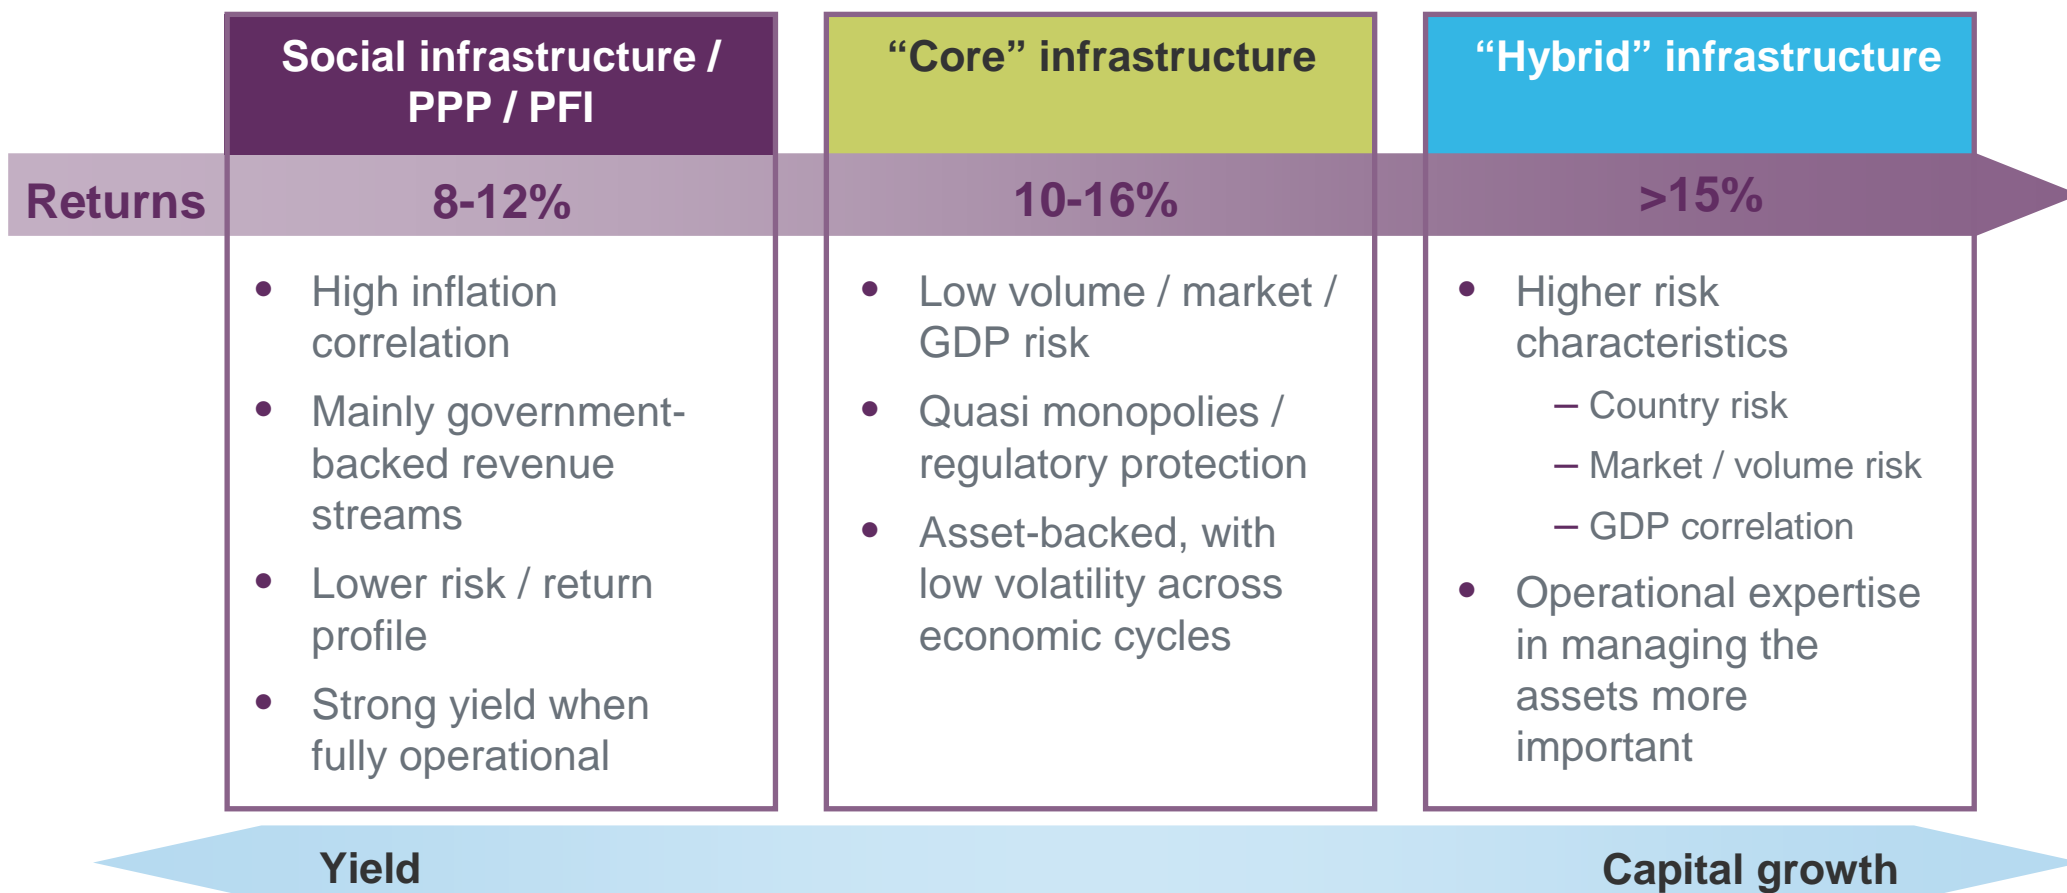 Social infrastructure /
PPP / PFI
“Core” infrastructure
“Hybrid” infrastructure
Returns
8-12%
10-16%
>15%
• High inflation
correlation
• Mainly government-
backed revenue
streams
• Lower risk / return
profile
• Strong yield when
fully operational
• Low volume / market /
GDP risk
• Quasi monopolies /
regulatory protection
• Asset-backed, with
low volatility across
economic cycles
• Higher risk
characteristics
– Country risk
– Market / volume risk
– GDP correlation
• Operational expertise
in managing the
assets more
important
Yield
Capital growth